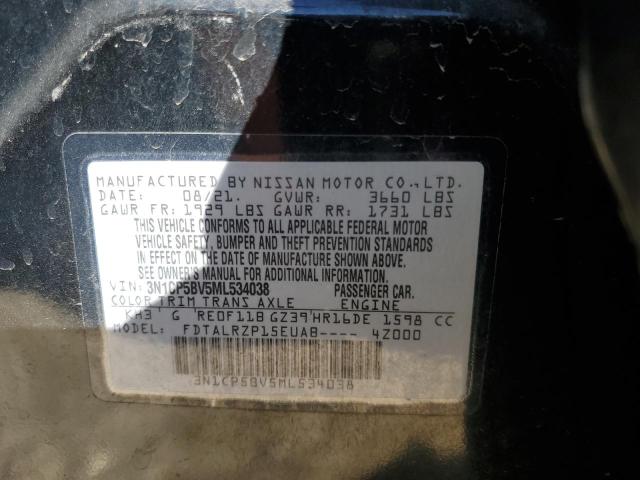 MANUFACTURED BY NISSAN MOTOR CO.,LTD.
DATE: 08/21. GVWR: 3660 LBS
GAWR FR: 1929 LBS GAWR RR: 1731 LBS
THIS VEHICLE CONFORMS TO ALL APPLICABLE FEDERAL MOTOR
VEHICLE SAFETY, BUMPER AND THEFT PREVENTION STANDARDS
IN EFFECT ON THE DATE OF MANUFACTURE SHOWN ABOVE.
SEE OWNER'S MANUAL FOR ADDITIONAL INFORMATION.
VIN: 3N1CP5BV5ML534038 PASSENGER CAR.
COLOR TRIM TRANS AXLE ENGINE
KH3 G RE0F11B GZ39 HR16DE 1598 CC
FDTALRZP15EUAB---- 4Z000
3N1CP5BV5ML534038